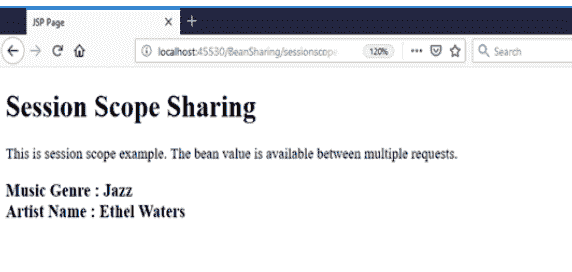 JSP Page
localhost:45530/BeanSharing/sessionscope
120%
Search
Session Scope Sharing
This is session scope example. The bean value is available between multiple requests.
Music Genre : Jazz
Artist Name : Ethel Waters